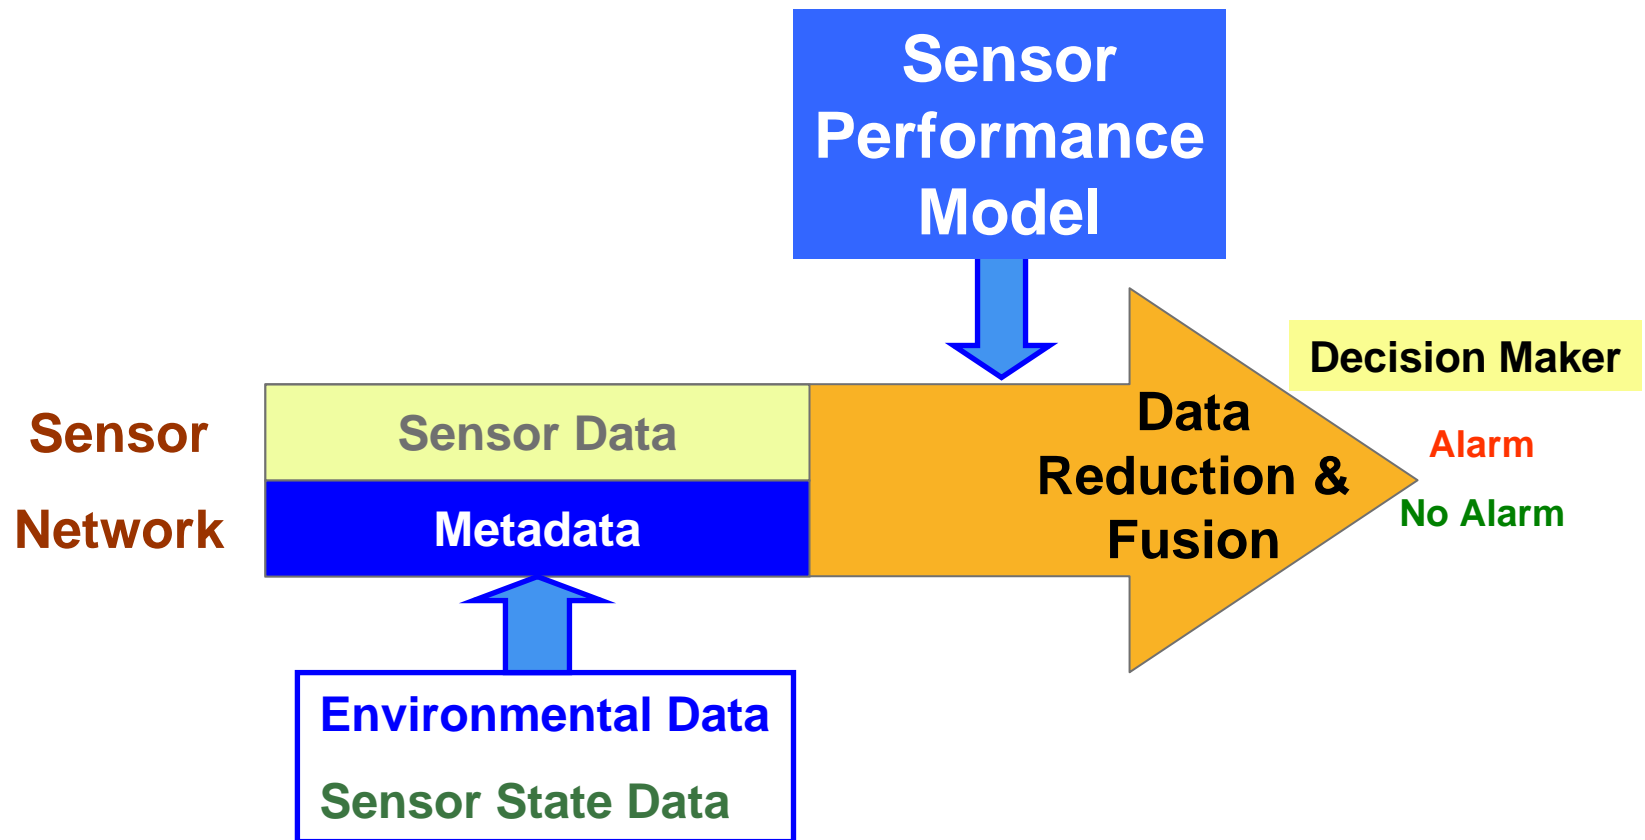 Sensor
Performance
Model
Decision Maker
Sensor
Network
Sensor Data
Metadata
Data
Reduction &
Fusion
Alarm
No Alarm
Environmental Data
Sensor State Data